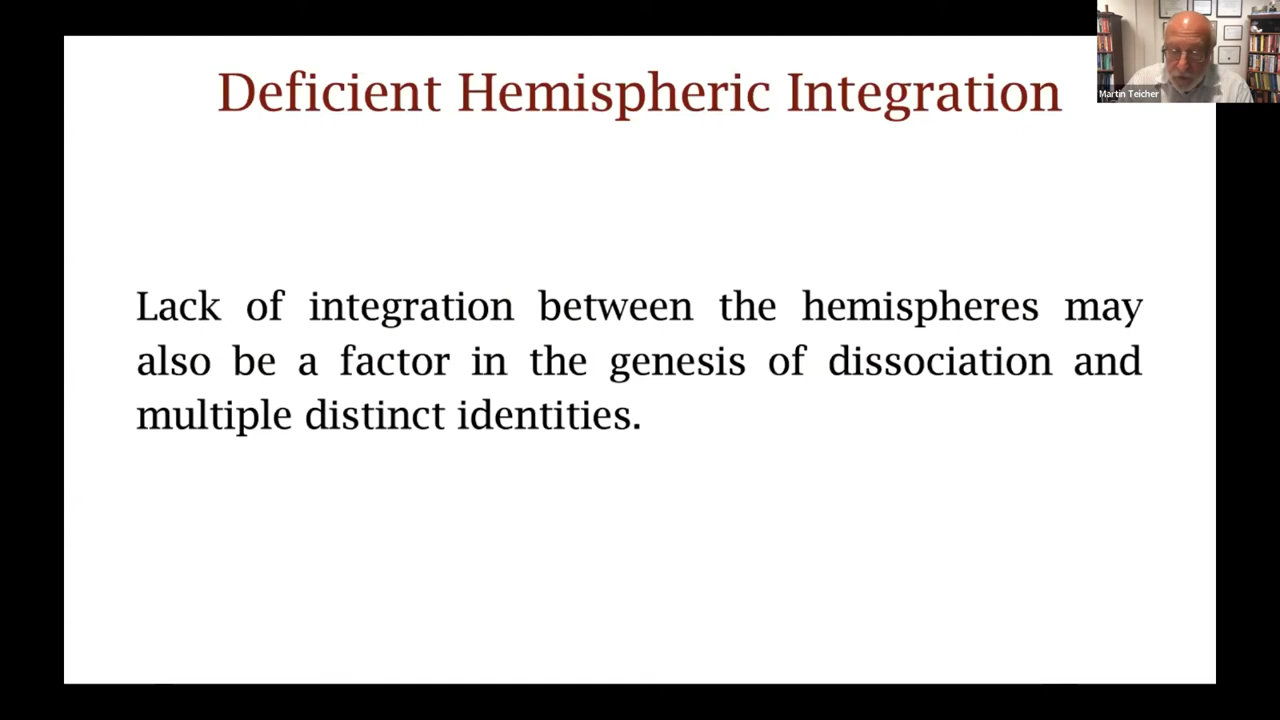 Deficient Hemispheric Integration
Martin Teicher
Lack of integration between the hemispheres may
also be a factor in the genesis of dissociation and
multiple distinct identities.